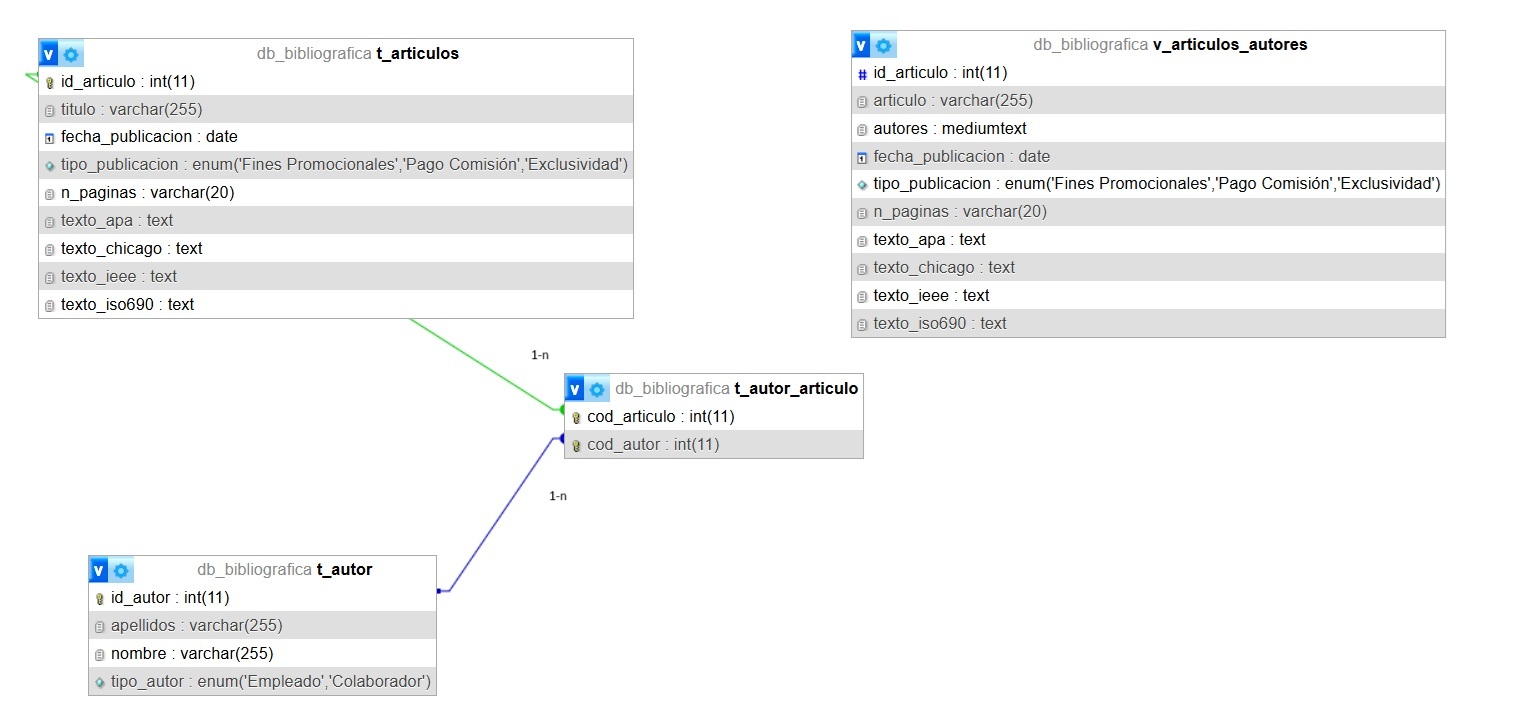 v db_bibliografica t_articulos
id_articulo : int(11)
titulo : varchar(255)
fecha_publicacion : date
tipo_publicacion : enum('Fines Promocionales','Pago Comisión','Exclusividad')
n_paginas : varchar(20)
texto_apa : text
texto_chicago : text
texto_ieee : text
texto_iso690 : text
v db_bibliografica v_articulos_autores
# id_articulo : int(11)
articulo : varchar(255)
autores : mediumtext
fecha_publicacion : date
tipo_publicacion : enum('Fines Promocionales','Pago Comisión','Exclusividad')
n_paginas : varchar(20)
texto_apa : text
texto_chicago : text
texto_ieee : text
texto_iso690 : text
1-n
v db_bibliografica t_autor_articulo
cod_articulo : int(11)
cod_autor : int(11)
1-n
v db_bibliografica t_autor
id_autor : int(11)
apellidos : varchar(255)
nombre : varchar(255)
tipo_autor : enum('Empleado','Colaborador')